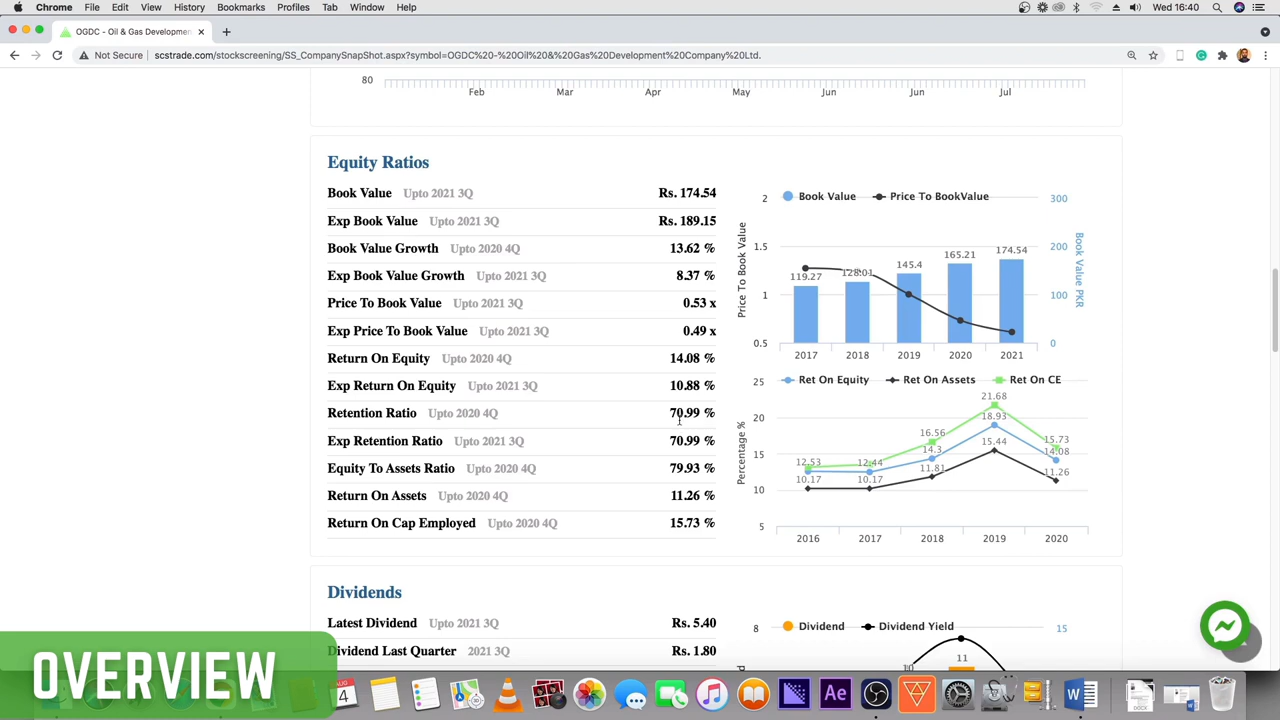 Chrome File Edit View History Bookmarks Profiles Tab Window Help Wed 16:40
OGDC - Oil & Gas Developmen
Not Secure scstrade.com/stockscreening/SS_CompanySnapShot.aspx?symbol=OGDC%20-%20Oil%20&%20Gas%20Development%20Company%20Ltd.
80
Feb Mar Apr May Jun Jun Jul
Equity Ratios
Book Value Upto 2021 3Q Rs. 174.54
Exp Book Value Upto 2021 3Q Rs. 189.15
Book Value Growth Upto 2020 4Q 13.62 %
Exp Book Value Growth Upto 2021 3Q 8.37 %
Price To Book Value Upto 2021 3Q 0.53 x
Exp Price To Book Value Upto 2021 3Q 0.49 x
Return On Equity Upto 2020 4Q 14.08 %
Exp Return On Equity Upto 2021 3Q 10.88 %
Retention Ratio Upto 2020 4Q 70.99 %
Exp Retention Ratio Upto 2021 3Q 70.99 %
Equity To Assets Ratio Upto 2020 4Q 79.93 %
Return On Assets Upto 2020 4Q 11.26 %
Return On Cap Employed Upto 2020 4Q 15.73 %
Book Value Price To BookValue
2 300
1.5 200
1 100
0.5 0
Price To Book Value
Book Value PKR
119.27 128.01 145.4 165.21 174.54
2017 2018 2019 2020 2021
Ret On Equity Ret On Assets Ret On CE
25
20
15
10
5
Percentage %
12.53 12.44 16.56 21.68 15.73
14.3 18.93 14.08
10.17 10.17 11.81 15.44 11.26
2016 2017 2018 2019 2020
Dividends
Latest Dividend Upto 2021 3Q Rs. 5.40
Dividend Last Quarter 2021 3Q Rs. 1.80
Dividend Dividend Yield
8 15
11
10
OVERVIEW
AUG
4
Ae
W
DOCX